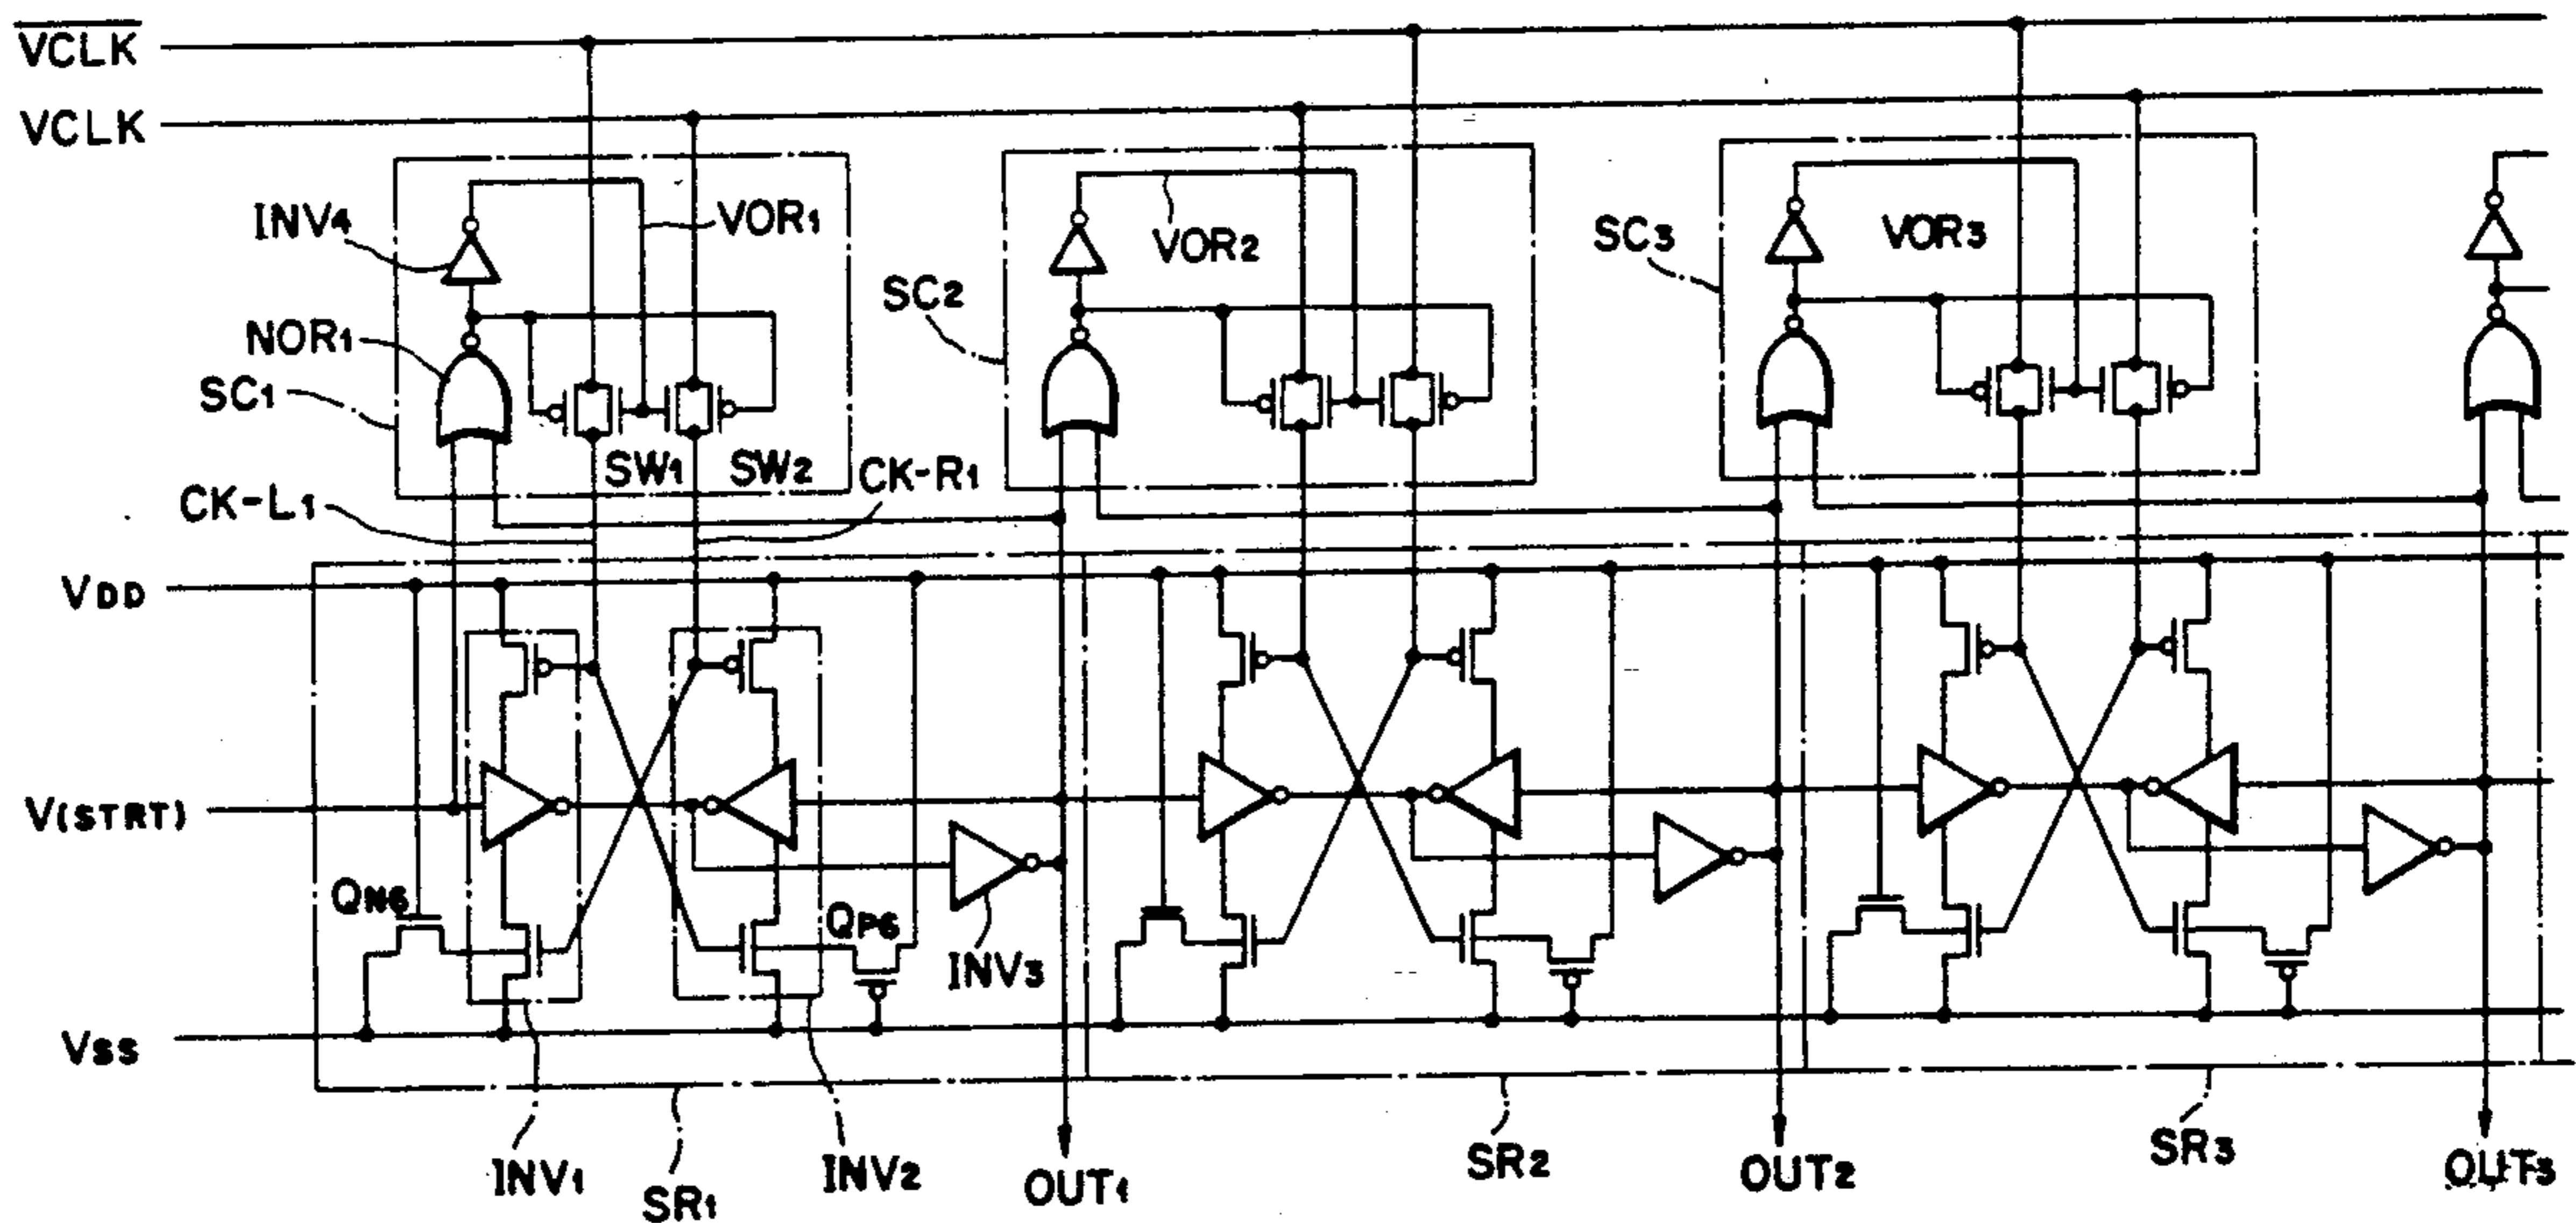 V̅C̅L̅K̅
VCLK
INV4
VOR1
VOR2
SC3
VOR3
SC2
NOR1
SC1
SW1
SW2
CK-R1
CK-L1
VDD
V(STRT)
QN6
QP6
INV3
VSS
INV1
SR1
INV2
OUT1
SR2
OUT2
SR3
OUT3